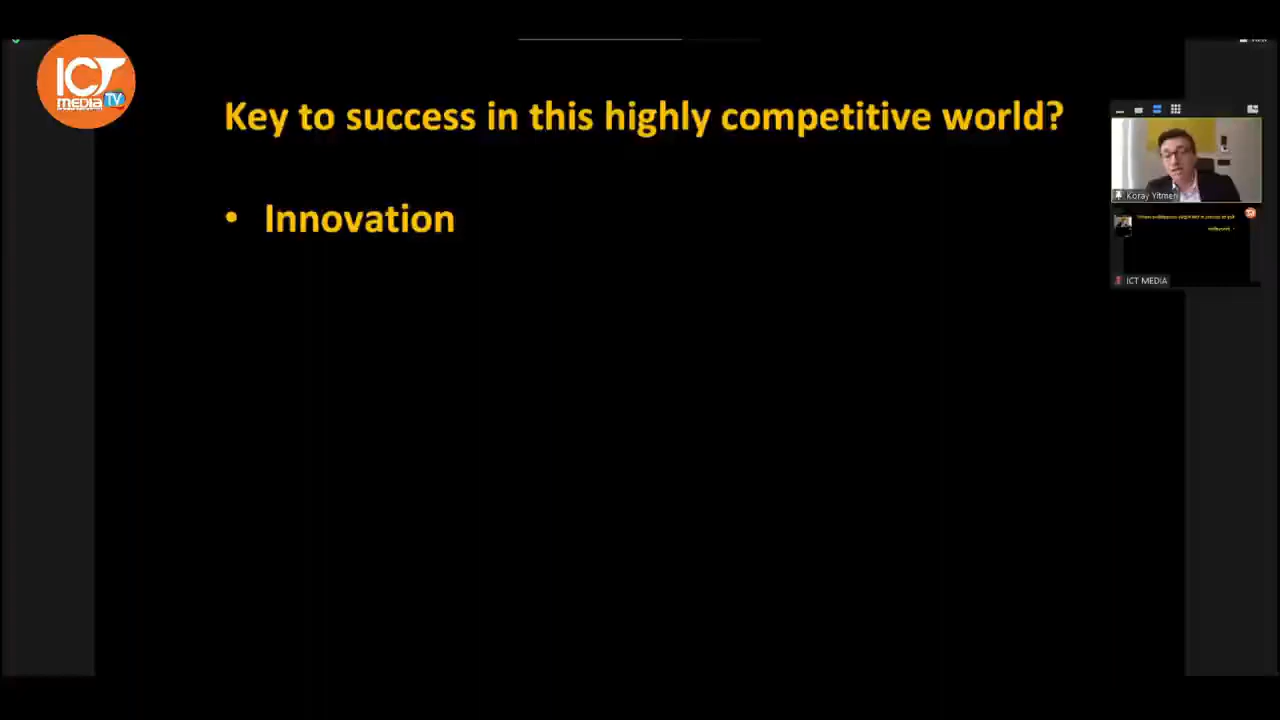 ICT
MEDIA TV
Key to success in this highly competitive world?
• Innovation
Koray Yitmen
ICT MEDIA